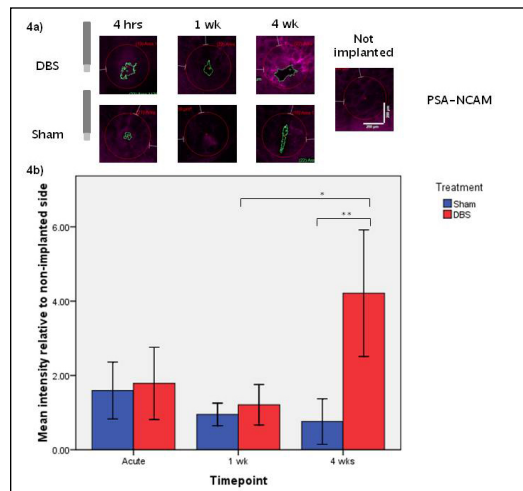 4a)
4 hrs
1 wk
4 wk
Not
implanted
DBS
PSA-NCAM
Sham
4b)
Mean intensity relative to non-implanted side
6.00
4.00
2.00
0.00
*
**
Treatment
Sham
DBS
Acute
1 wk
4 wks
Timepoint